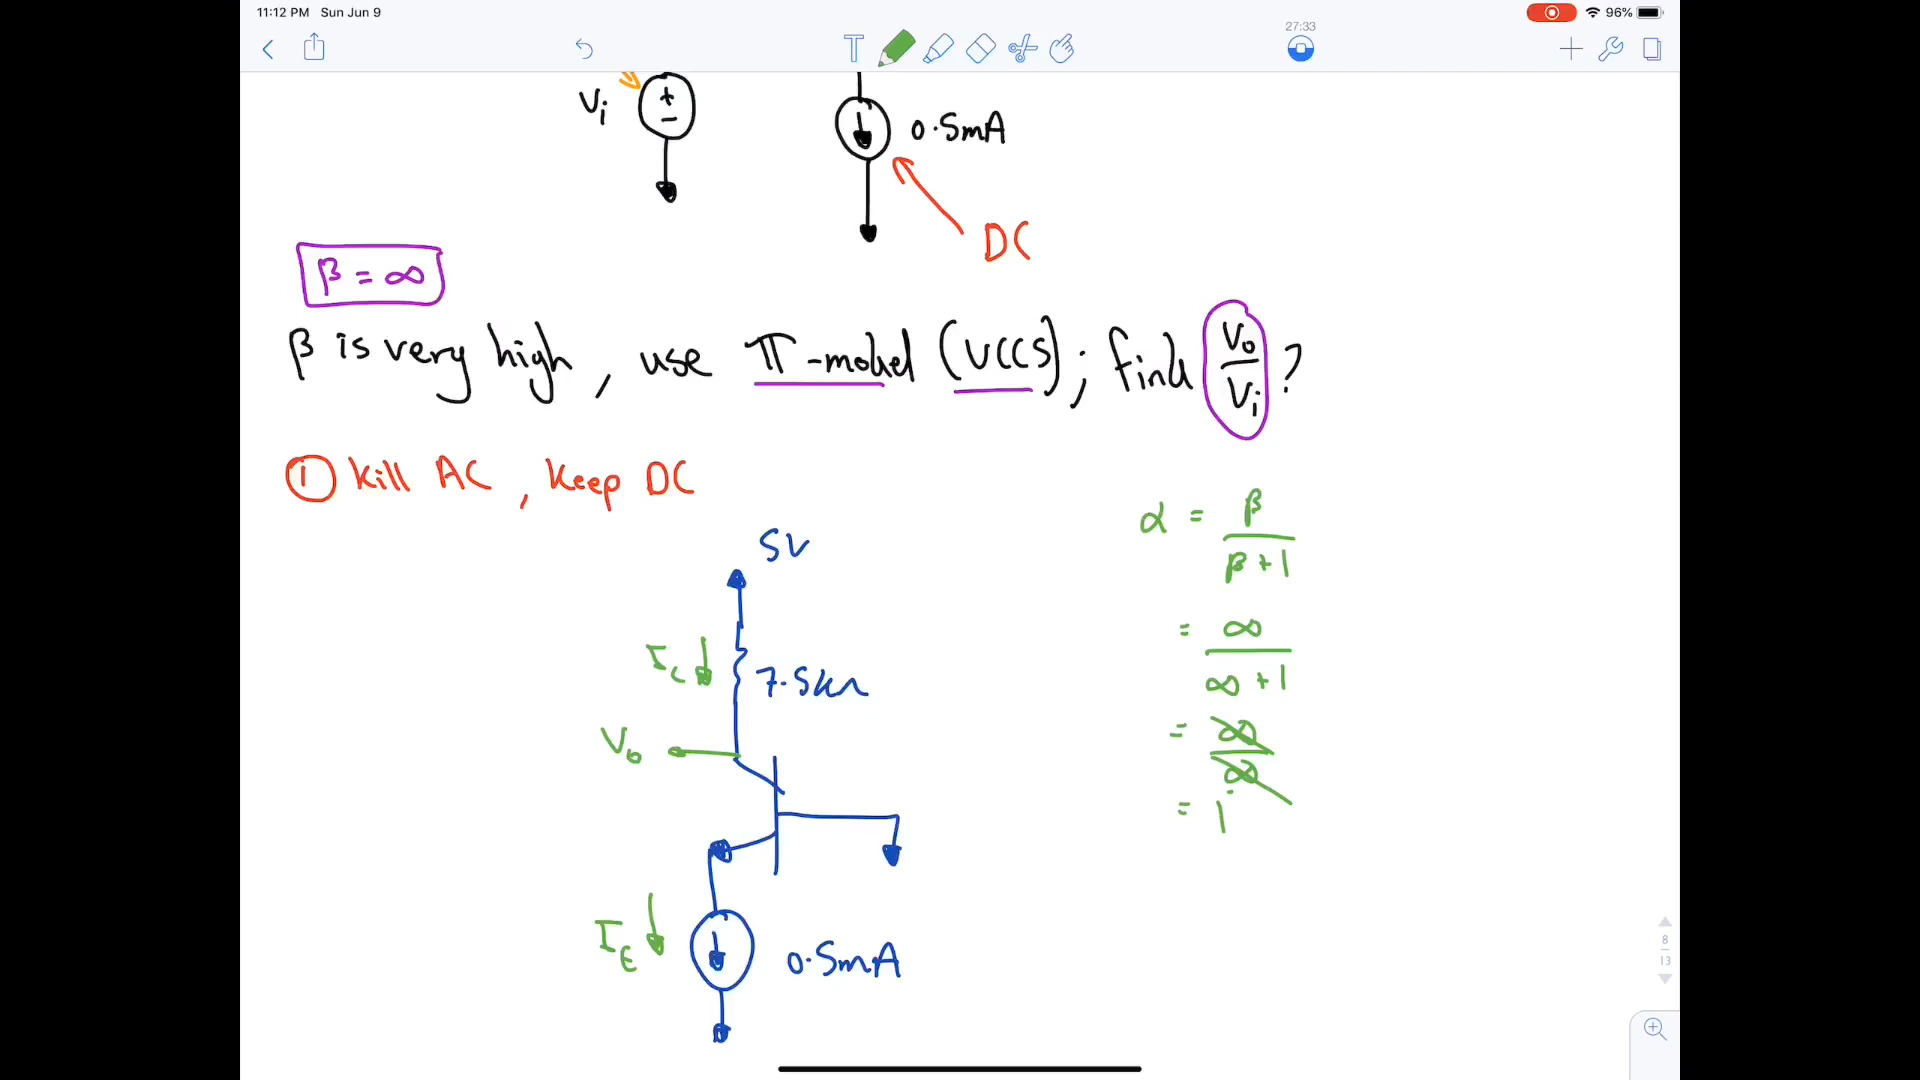 11:12 PM Sun Jun 9
96%
27:33
T
Vi
+
-
0.5mA
DC
β = ∞
β is very high, use π-model (VCCS); find Vo/Vi?
① Kill AC, Keep DC
5V
α = β/(β+1)
= ∞/(∞+1)
= ∞/∞
= 1
IC
7.5kΩ
Vo
IE
0.5mA
8
13